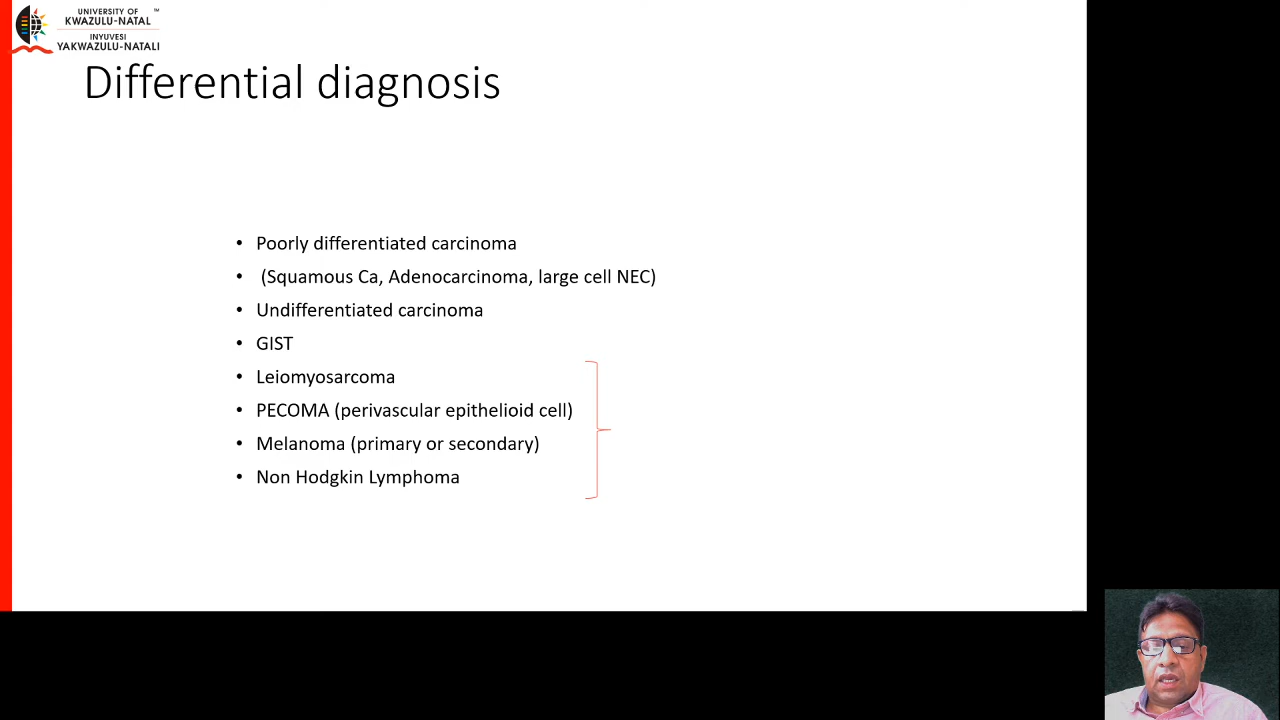 UNIVERSITY OF ™
KWAZULU-NATAL
INYUVESI
YAKWAZULU-NATALI
Differential diagnosis
• Poorly differentiated carcinoma
• (Squamous Ca, Adenocarcinoma, large cell NEC)
• Undifferentiated carcinoma
• GIST
• Leiomyosarcoma
• PECOMA (perivascular epithelioid cell)
• Melanoma (primary or secondary)
• Non Hodgkin Lymphoma